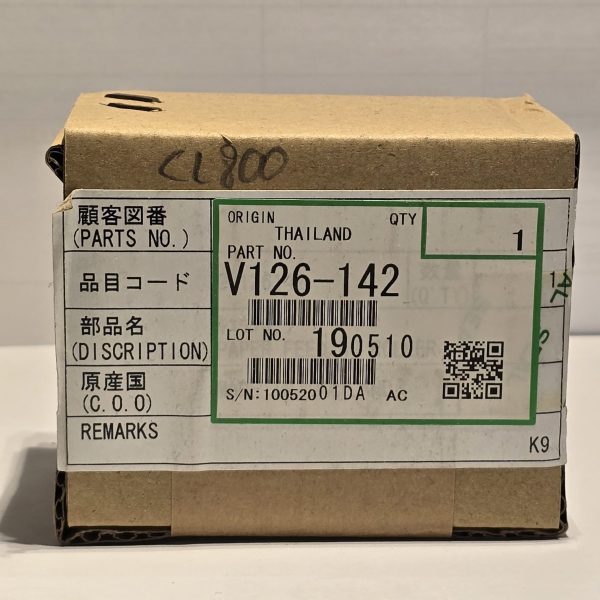 CL800
顧客図番
(PARTS NO.)
品目コード
部品名
(DISCRIPTION)
原産国
(C.O.O)
REMARKS
ORIGIN
THAILAND
QTY
1
PART NO.
V126-142
LOT NO. 190510
S/N:10052001DA AC
K9